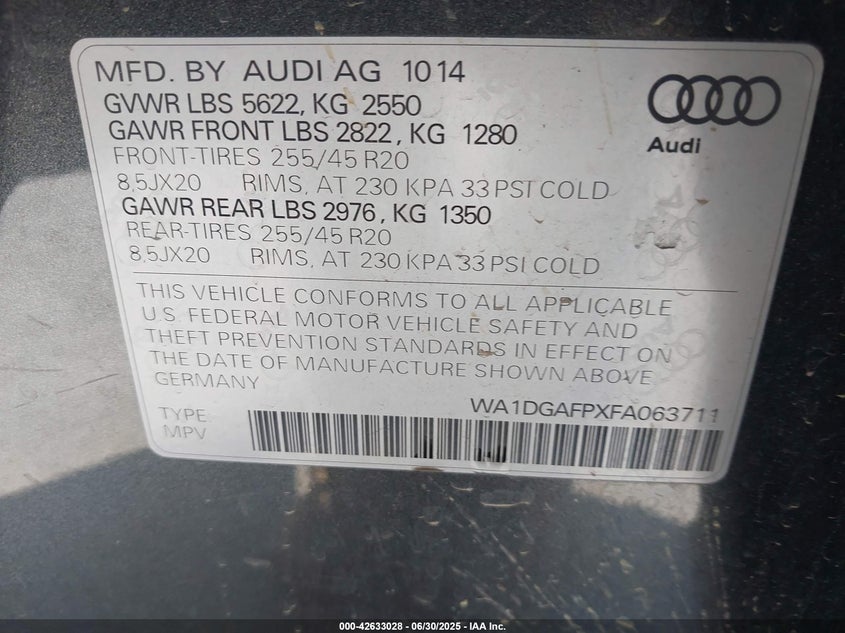 MFD. BY AUDI AG 1014
GVWR LBS 5622, KG 2550
GAWR FRONT LBS 2822, KG 1280
FRONT-TIRES 255/45 R20
8,5JX20 RIMS, AT 230 KPA 33 PSI COLD
GAWR REAR LBS 2976, KG 1350
REAR-TIRES 255/45 R20
8,5JX20 RIMS, AT 230 KPA 33 PSI COLD
Audi
THIS VEHICLE CONFORMS TO ALL APPLICABLE
U.S. FEDERAL MOTOR VEHICLE SAFETY AND
THEFT PREVENTION STANDARDS IN EFFECT ON
THE DATE OF MANUFACTURE SHOWN ABOVE
GERMANY
WA1DGAFPXFA063711
TYPE:
MPV
000-42633028 - 06/30/2025 - IAA Inc.